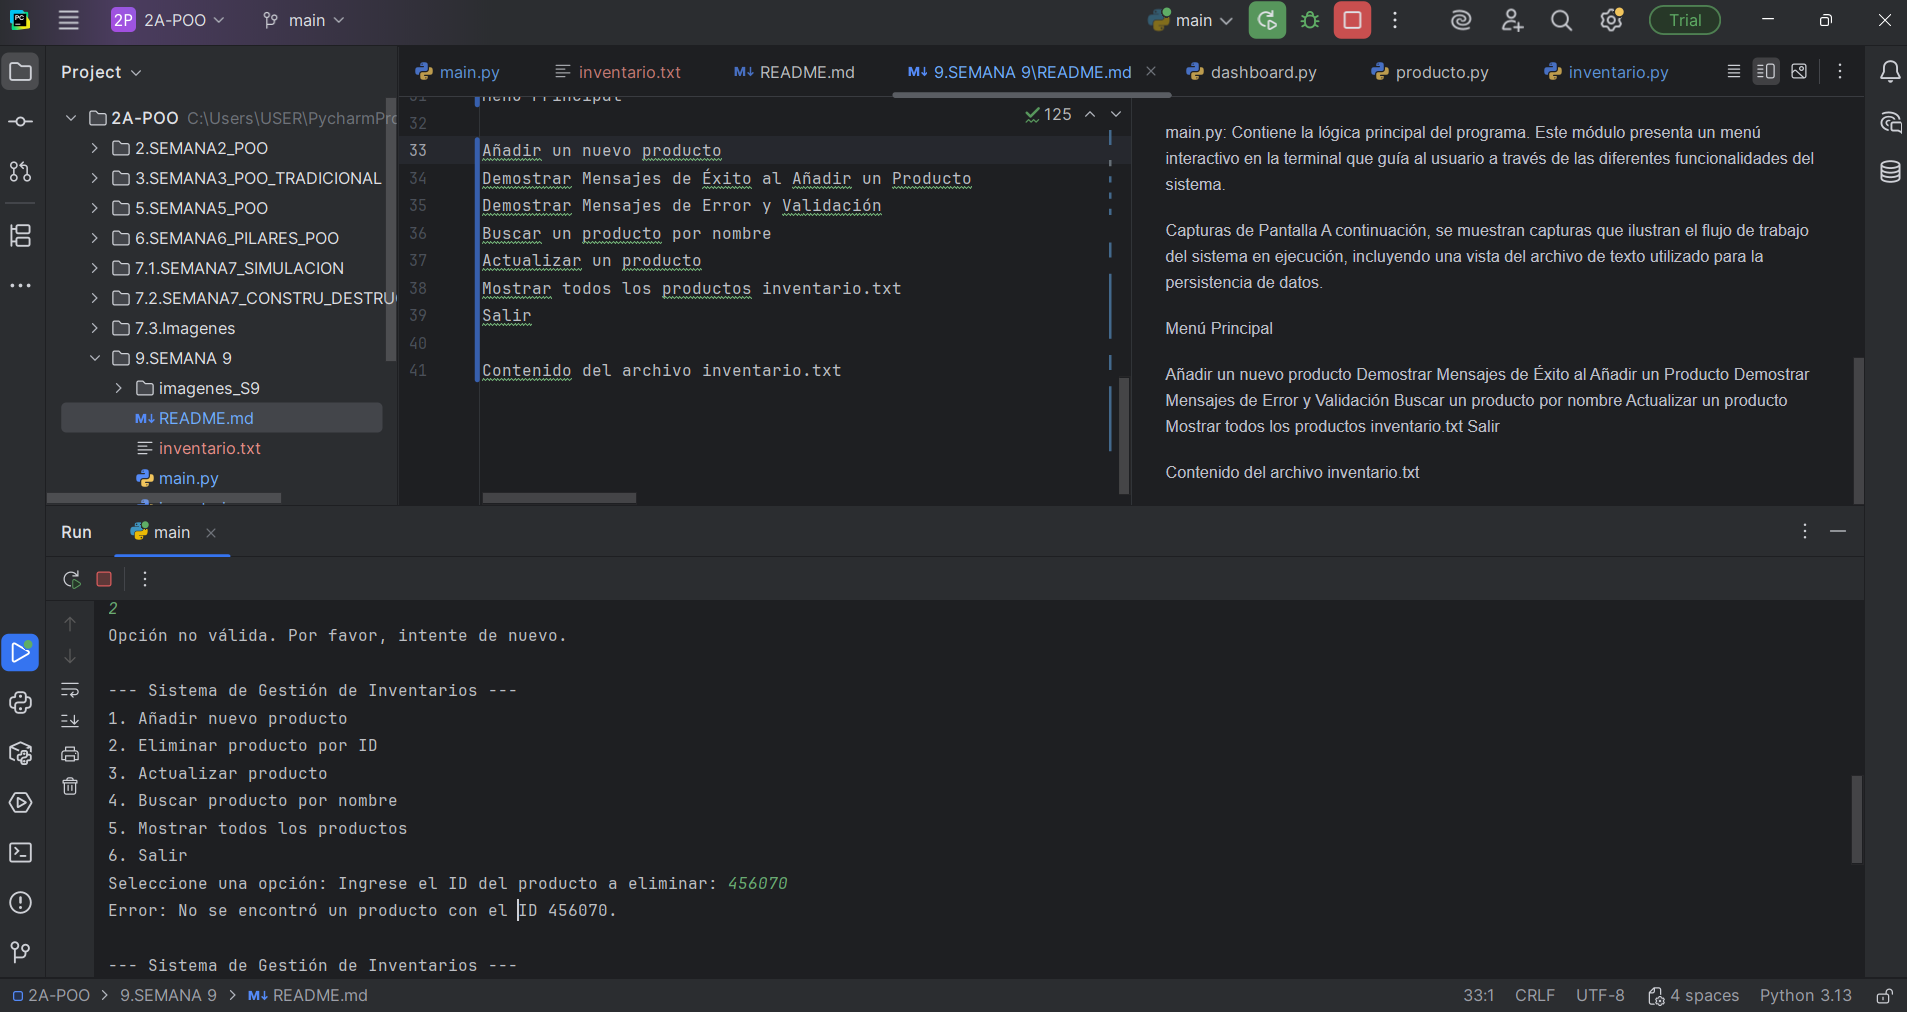 PC
2P 2A-POO
main
main
Trial
Project
main.py
inventario.txt
M↓ README.md
M↓ 9.SEMANA 9\README.md
dashboard.py
producto.py
inventario.py
2A-POO C:\Users\USER\PycharmPro
2.SEMANA2_POO
3.SEMANA3_POO_TRADICIONAL
5.SEMANA5_POO
6.SEMANA6_PILARES_POO
7.1.SEMANA7_SIMULACION
7.2.SEMANA7_CONSTRU_DESTRU
7.3.Imagenes
9.SEMANA 9
imagenes_S9
M↓ README.md
inventario.txt
main.py
31 Menú Principal
32
125
33 Añadir un nuevo producto
34 Demostrar Mensajes de Éxito al Añadir un Producto
35 Demostrar Mensajes de Error y Validación
36 Buscar un producto por nombre
37 Actualizar un producto
38 Mostrar todos los productos inventario.txt
39 Salir
40
41 Contenido del archivo inventario.txt
main.py: Contiene la lógica principal del programa. Este módulo presenta un menú
interactivo en la terminal que guía al usuario a través de las diferentes funcionalidades del
sistema.
Capturas de Pantalla A continuación, se muestran capturas que ilustran el flujo de trabajo
del sistema en ejecución, incluyendo una vista del archivo de texto utilizado para la
persistencia de datos.
Menú Principal
Añadir un nuevo producto Demostrar Mensajes de Éxito al Añadir un Producto Demostrar
Mensajes de Error y Validación Buscar un producto por nombre Actualizar un producto
Mostrar todos los productos inventario.txt Salir
Contenido del archivo inventario.txt
Run
main
2
Opción no válida. Por favor, intente de nuevo.
--- Sistema de Gestión de Inventarios ---
1. Añadir nuevo producto
2. Eliminar producto por ID
3. Actualizar producto
4. Buscar producto por nombre
5. Mostrar todos los productos
6. Salir
Seleccione una opción: Ingrese el ID del producto a eliminar: 456070
Error: No se encontró un producto con el ID 456070.
--- Sistema de Gestión de Inventarios ---
2A-POO > 9.SEMANA 9 > M↓ README.md
33:1 CRLF UTF-8 4 spaces Python 3.13